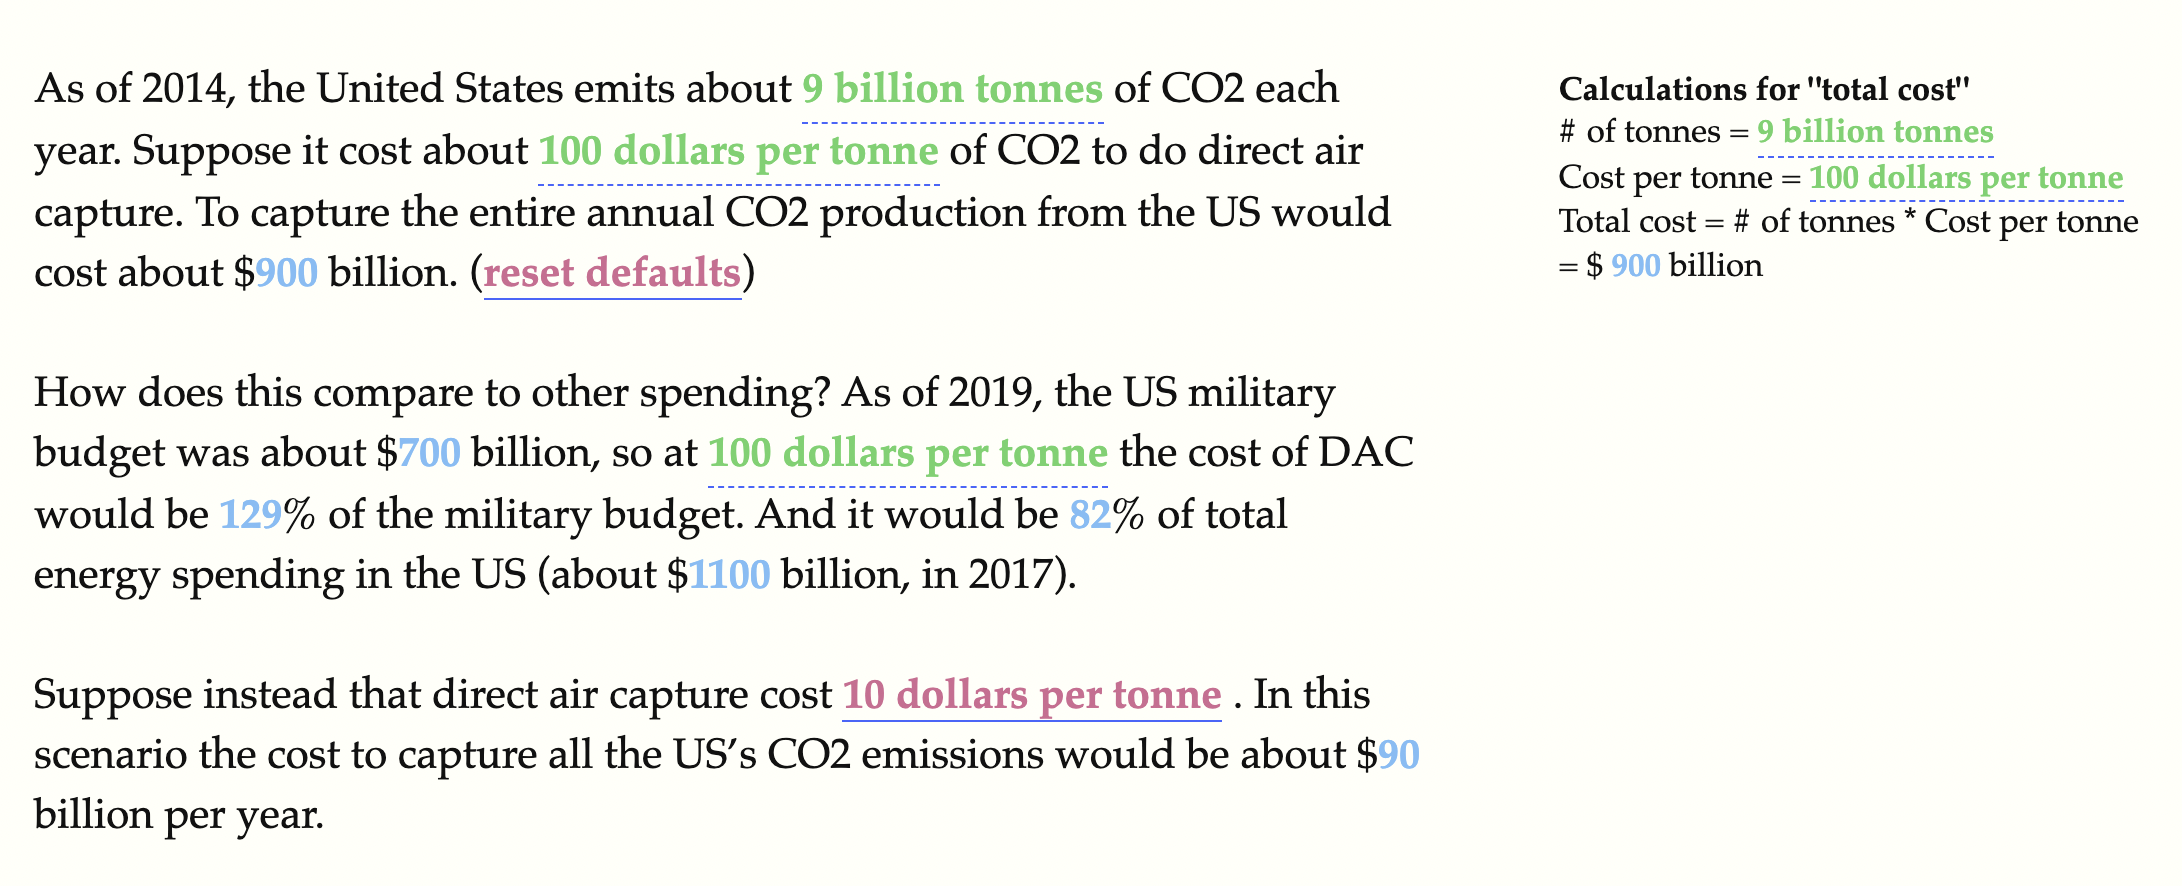 As of 2014, the United States emits about 9 billion tonnes of CO2 each
year. Suppose it cost about 100 dollars per tonne of CO2 to do direct air
capture. To capture the entire annual CO2 production from the US would
cost about $900 billion. (reset defaults)
How does this compare to other spending? As of 2019, the US military
budget was about $700 billion, so at 100 dollars per tonne the cost of DAC
would be 129% of the military budget. And it would be 82% of total
energy spending in the US (about $1100 billion, in 2017).
Suppose instead that direct air capture cost 10 dollars per tonne . In this
scenario the cost to capture all the US’s CO2 emissions would be about $90
billion per year.
Calculations for "total cost"
# of tonnes = 9 billion tonnes
Cost per tonne = 100 dollars per tonne
Total cost = # of tonnes * Cost per tonne
= $ 900 billion